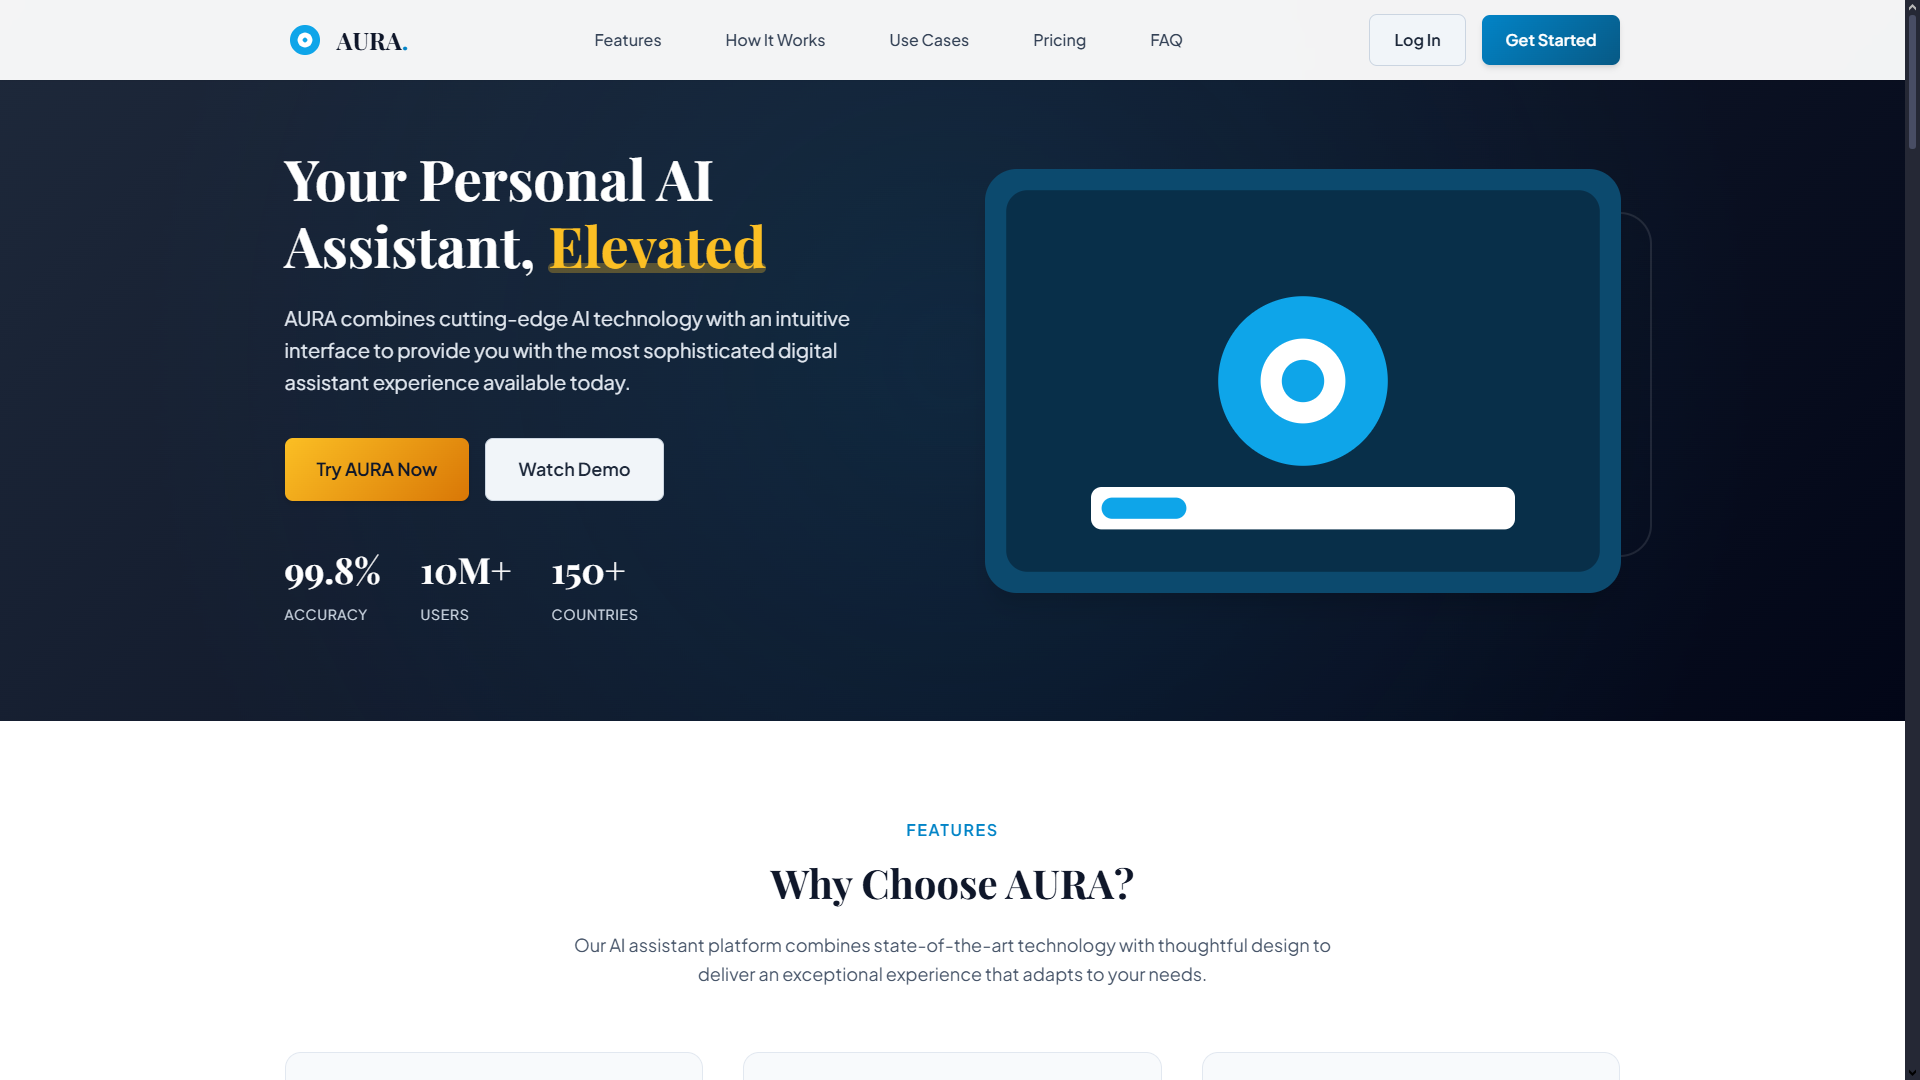 AURA.
Features
How It Works
Use Cases
Pricing
FAQ
Log In
Get Started
Your Personal AI
Assistant, Elevated
AURA combines cutting-edge AI technology with an intuitive
interface to provide you with the most sophisticated digital
assistant experience available today.
Try AURA Now
Watch Demo
99.8%
ACCURACY
10M+
USERS
150+
COUNTRIES
FEATURES
Why Choose AURA?
Our AI assistant platform combines state-of-the-art technology with thoughtful design to
deliver an exceptional experience that adapts to your needs.